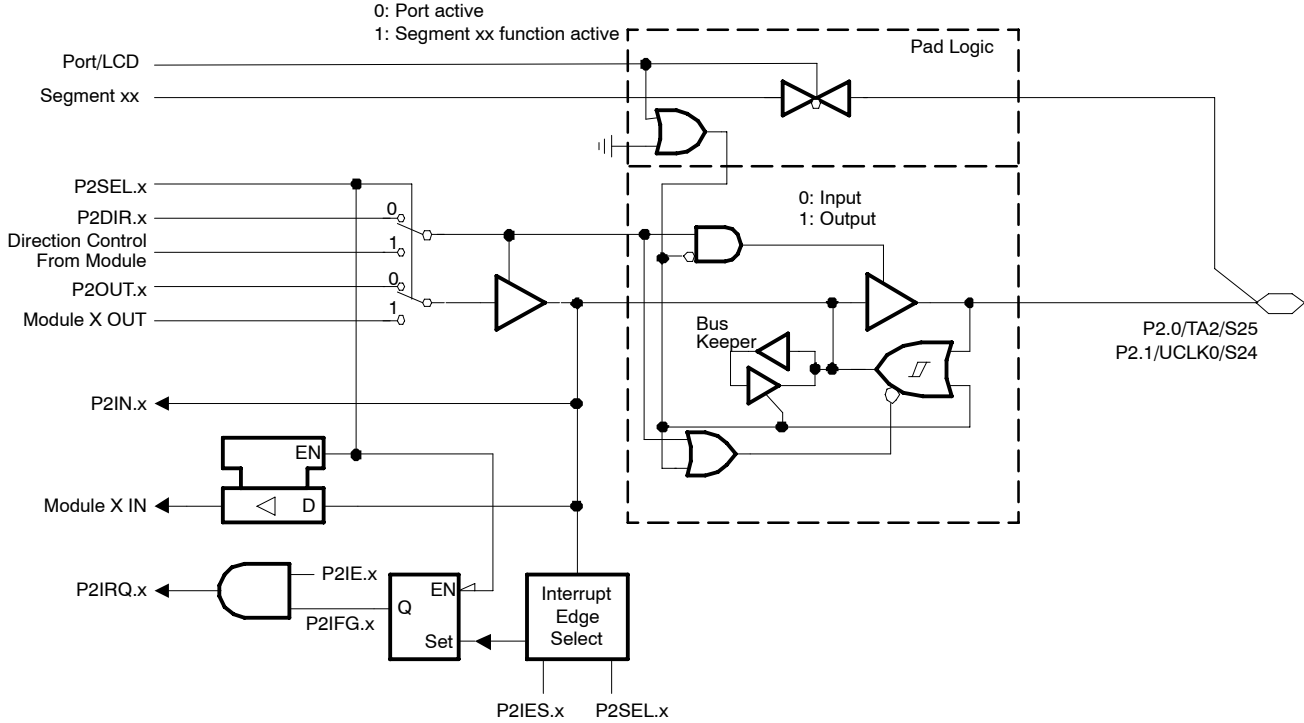 0: Port active
1: Segment xx function active
Pad Logic
Port/LCD
Segment xx
P2SEL.x
0: Input
1: Output
0
P2DIR.x
Direction Control
From Module
1
0
P2OUT.x
1
Module X OUT
Bus
Keeper
P2.0/TA2/S25
P2.1/UCLK0/S24
P2IN.x
EN
Module X IN
D
P2IRQ.x
P2IE.x
P2IFG.x
EN
Q
Set
Interrupt
Edge
Select
P2IES.x
P2SEL.x